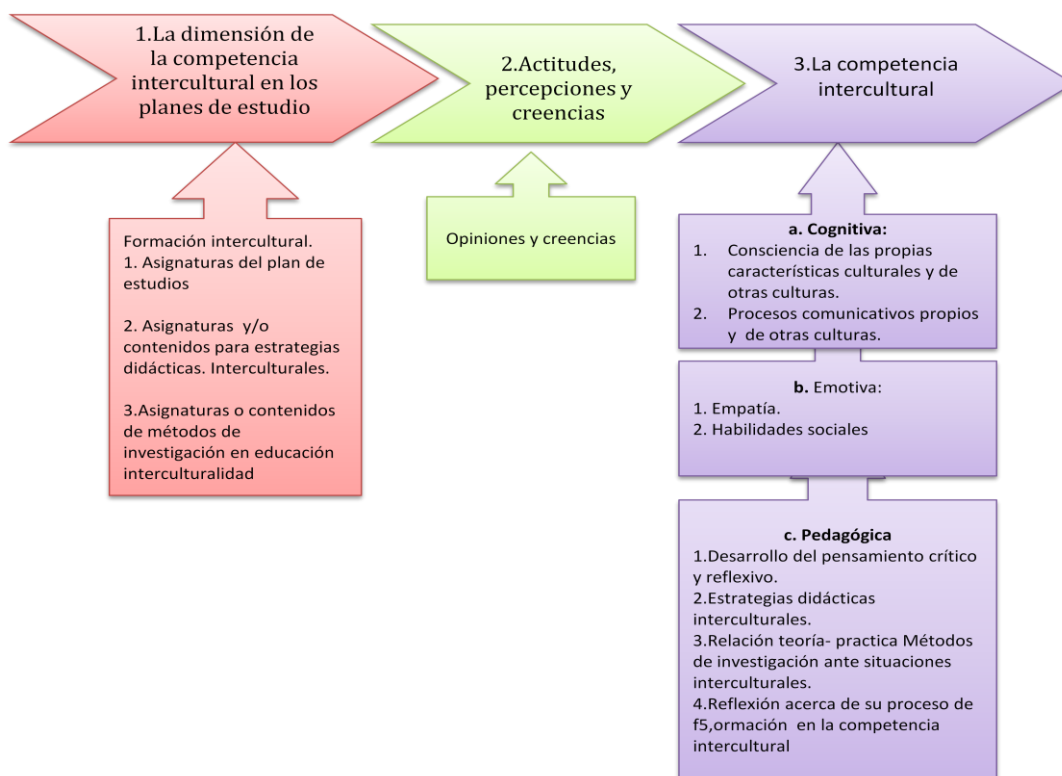 1.La dimensión de
la competencia
intercultural en los
planes de estudio
2.Actitudes,
percepciones y
creencias
3.La competencia
intercultural
Formación intercultural.
1. Asignaturas del plan de
estudios
2. Asignaturas y/o
contenidos para estrategias
didácticas. Interculturales.
3.Asignaturas o contenidos
de métodos de
investigación en educación
interculturalidad
Opiniones y creencias
a. Cognitiva:
1. Consciencia de las propias
características culturales y de
otras culturas.
2. Procesos comunicativos propios
y de otras culturas.
b. Emotiva:
1. Empatía.
2. Habilidades sociales
c. Pedagógica
1.Desarrollo del pensamiento crítico
y reflexivo.
2.Estrategias didácticas
interculturales.
3.Relación teoría- practica Métodos
de investigación ante situaciones
interculturales.
4.Reflexión acerca de su proceso de
f5,ormación en la competencia
intercultural